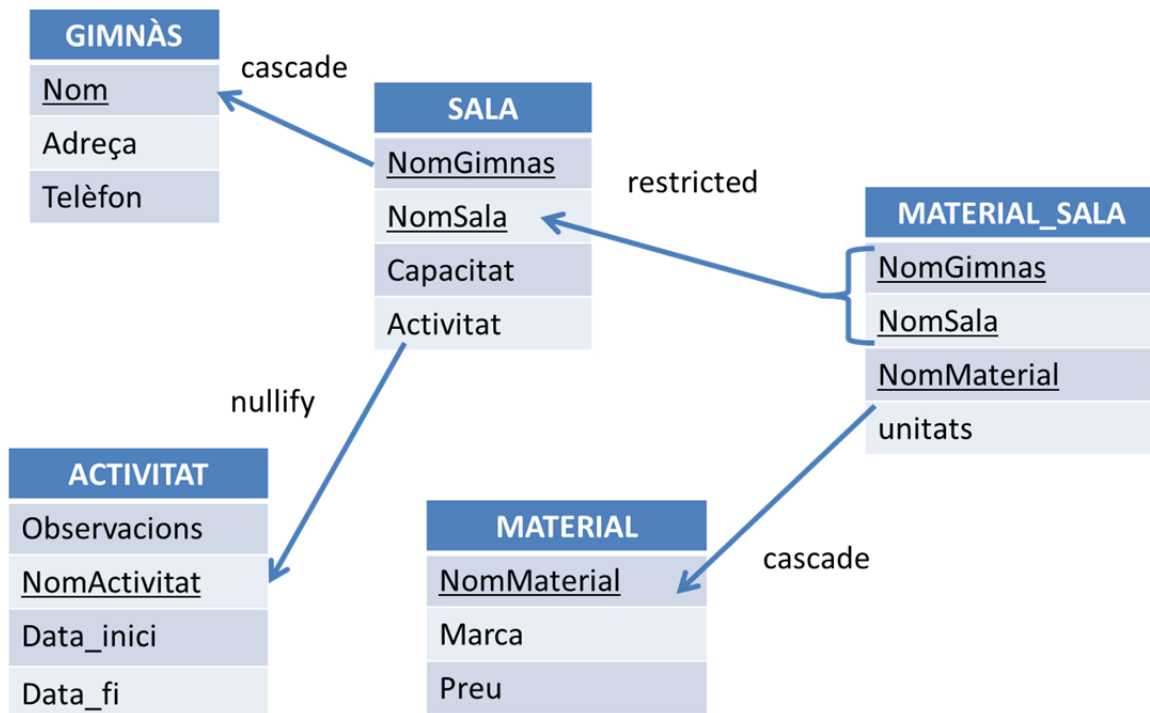 GIMNÀS
Nom
Adreça
Telèfon
cascade
SALA
NomGimnas
NomSala
Capacitat
Activitat
restricted
MATERIAL_SALA
NomGimnas
NomSala
NomMaterial
unitats
nullify
ACTIVITAT
Observacions
NomActivitat
Data_inici
Data_fi
MATERIAL
NomMaterial
Marca
Preu
cascade